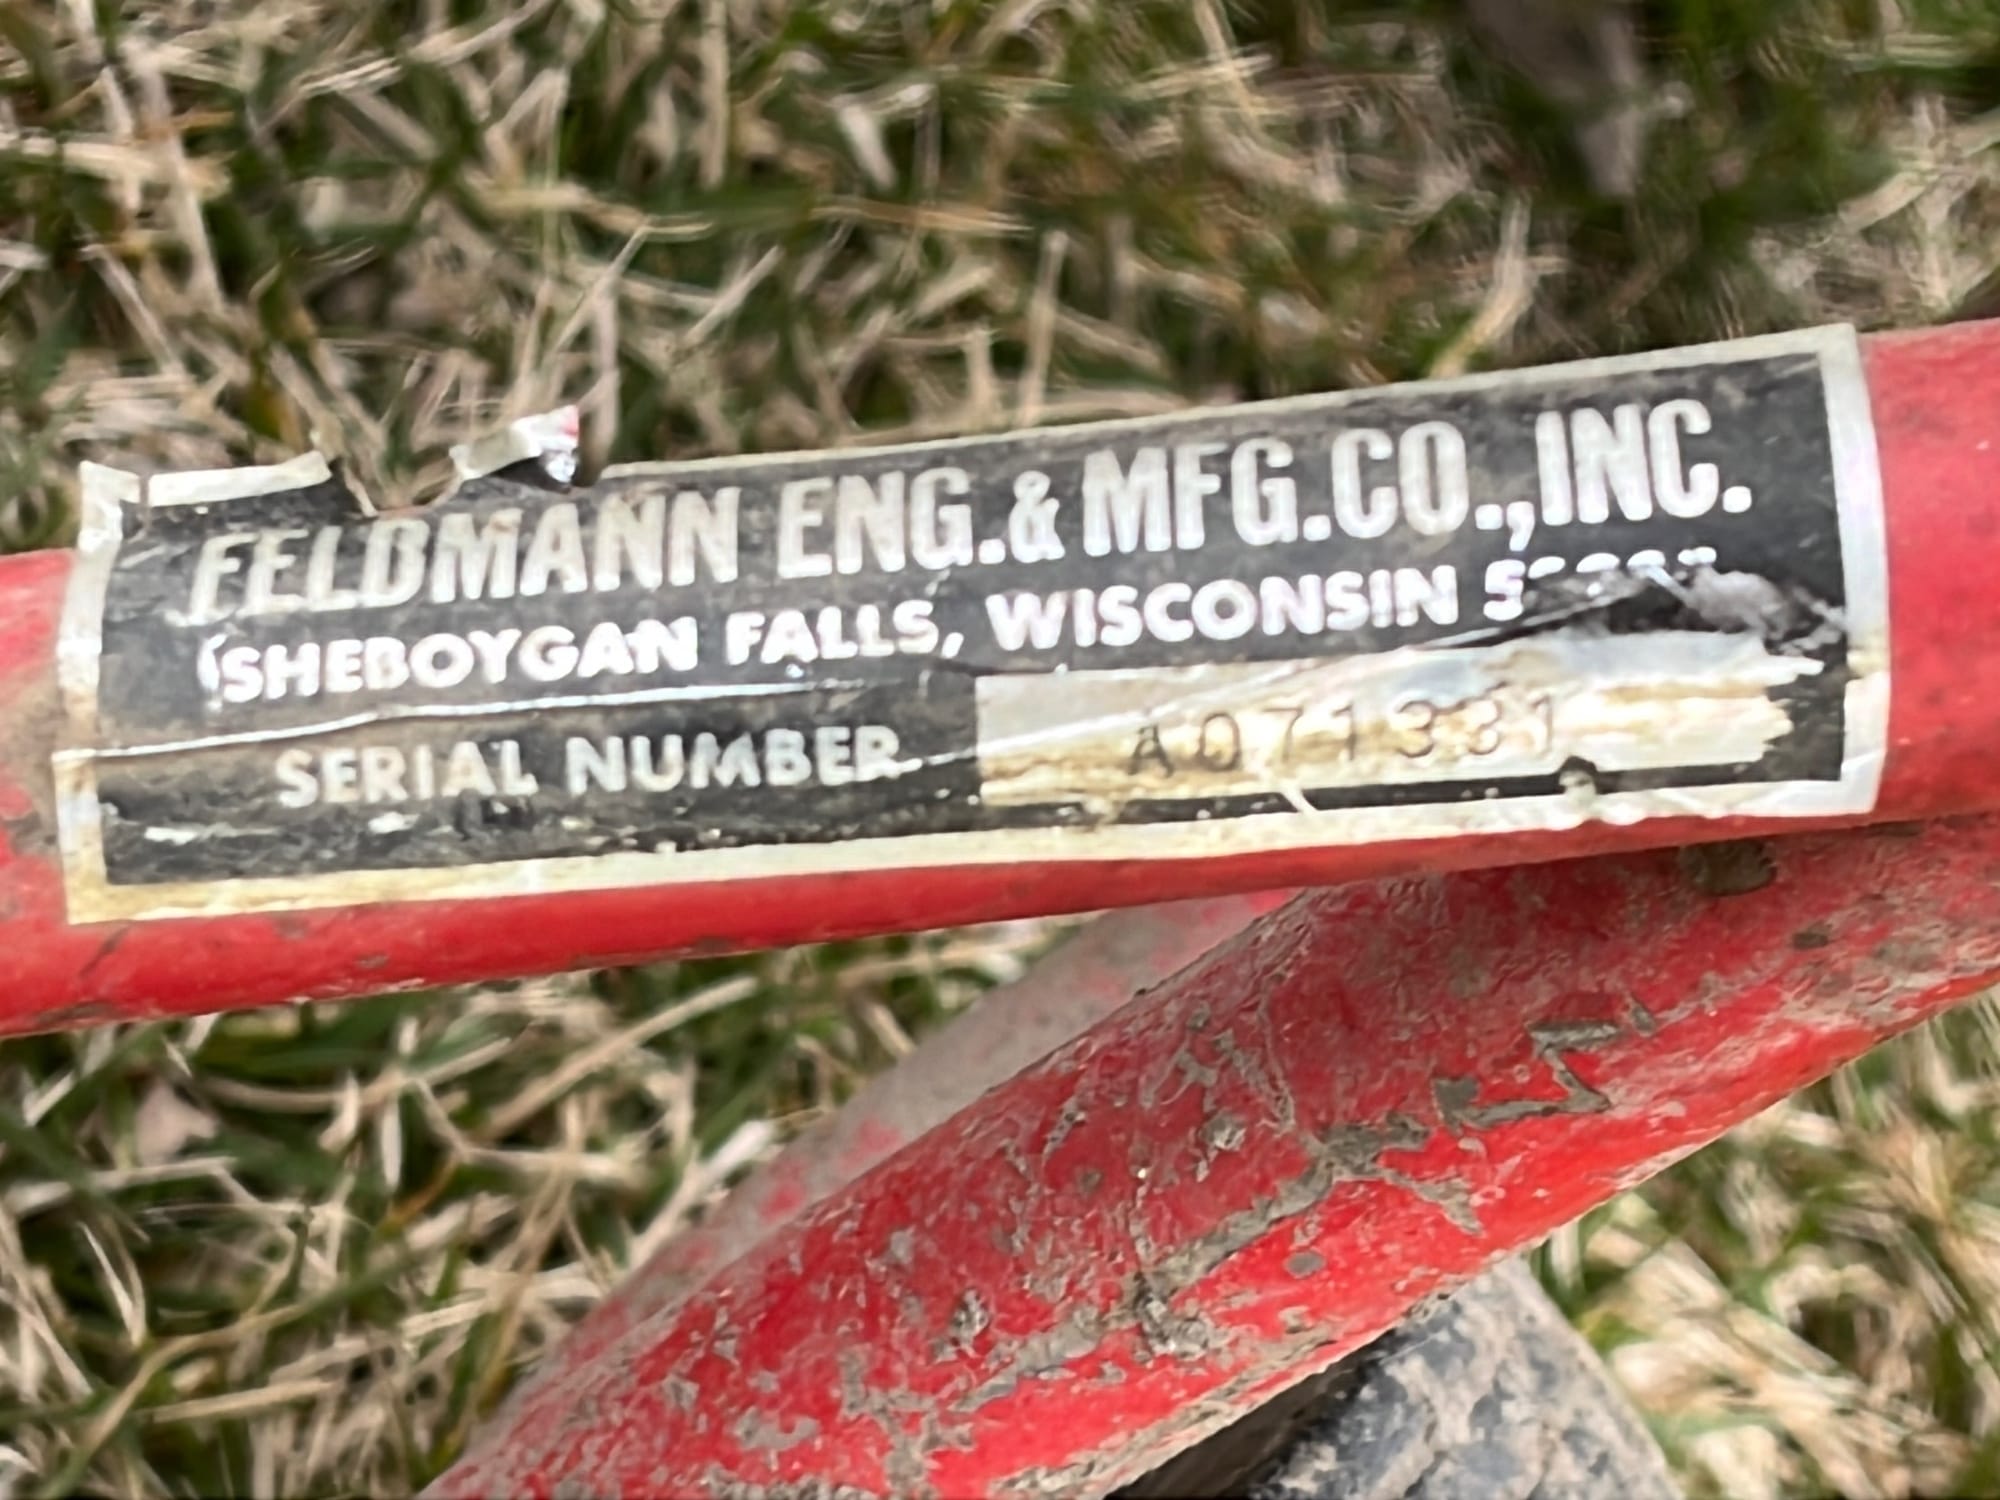 FELDMANN ENG.& MFG.CO.,INC.
SHEBOYGAN FALLS, WISCONSIN
SERIAL NUMBER A071331